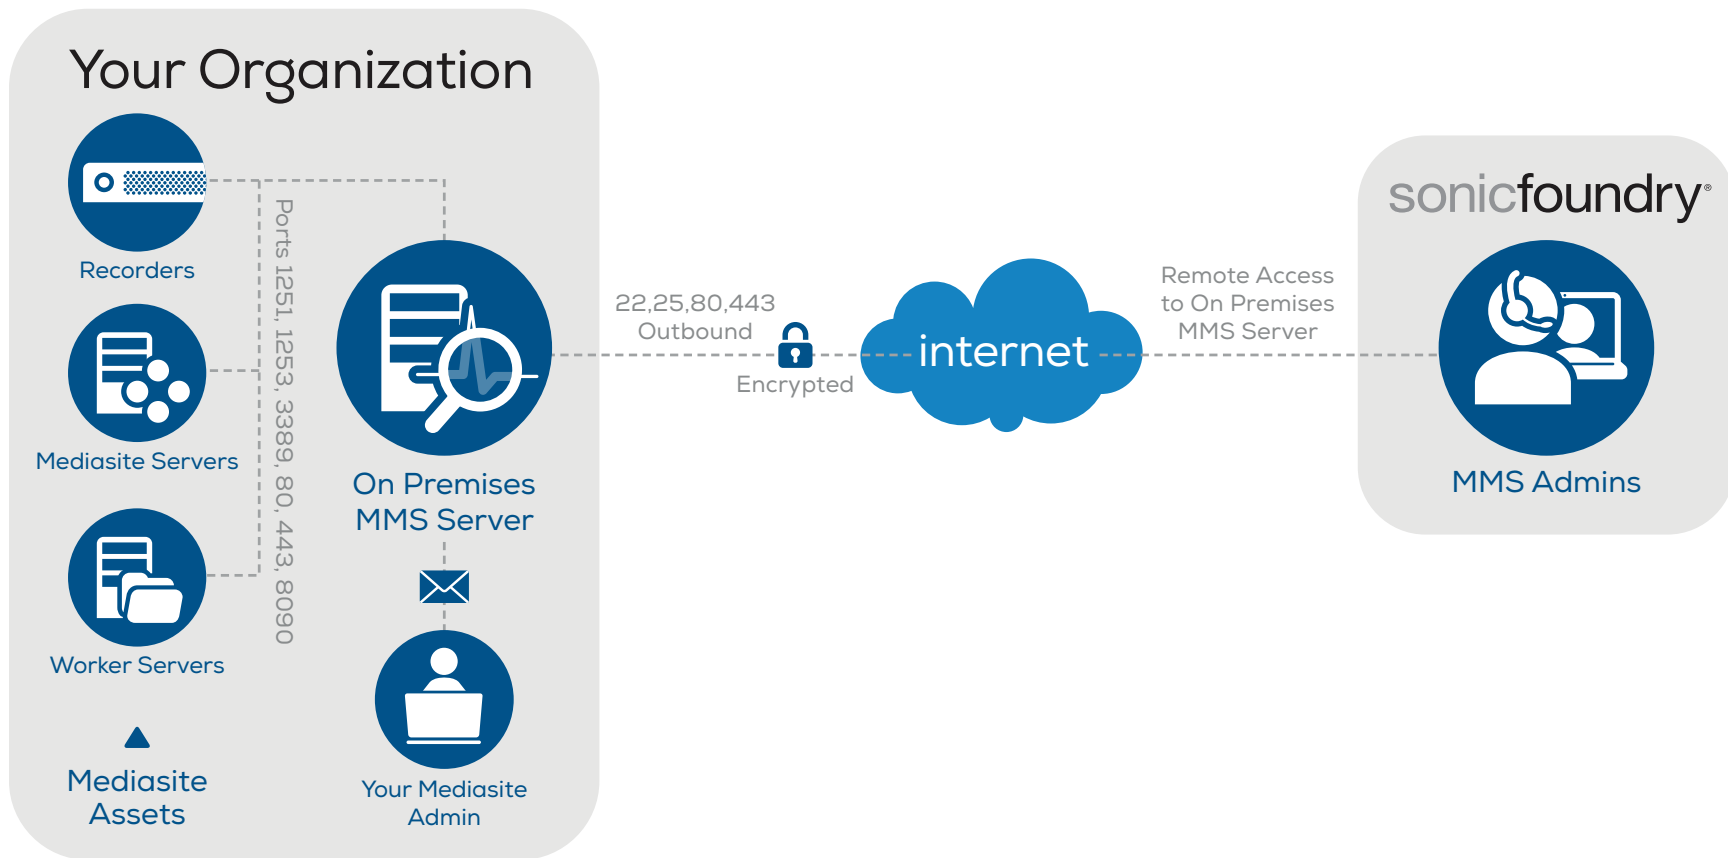 Your Organization
Recorders
Mediasite Servers
Worker Servers
Mediasite
Assets
Ports 1251, 1253, 3389, 80, 443, 8090
On Premises
MMS Server
Your Mediasite
Admin
22,25,80,443
Outbound
Encrypted
internet
Remote Access
to On Premises
MMS Server
sonicfoundry®
MMS Admins